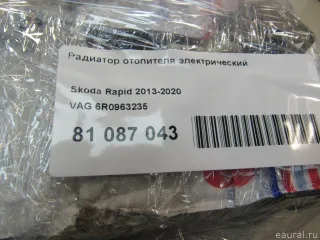 Радиатор отопителя электрический
Skoda Rapid 2013-2020
VAG 6R0963235
81 087 043
eaural.ru